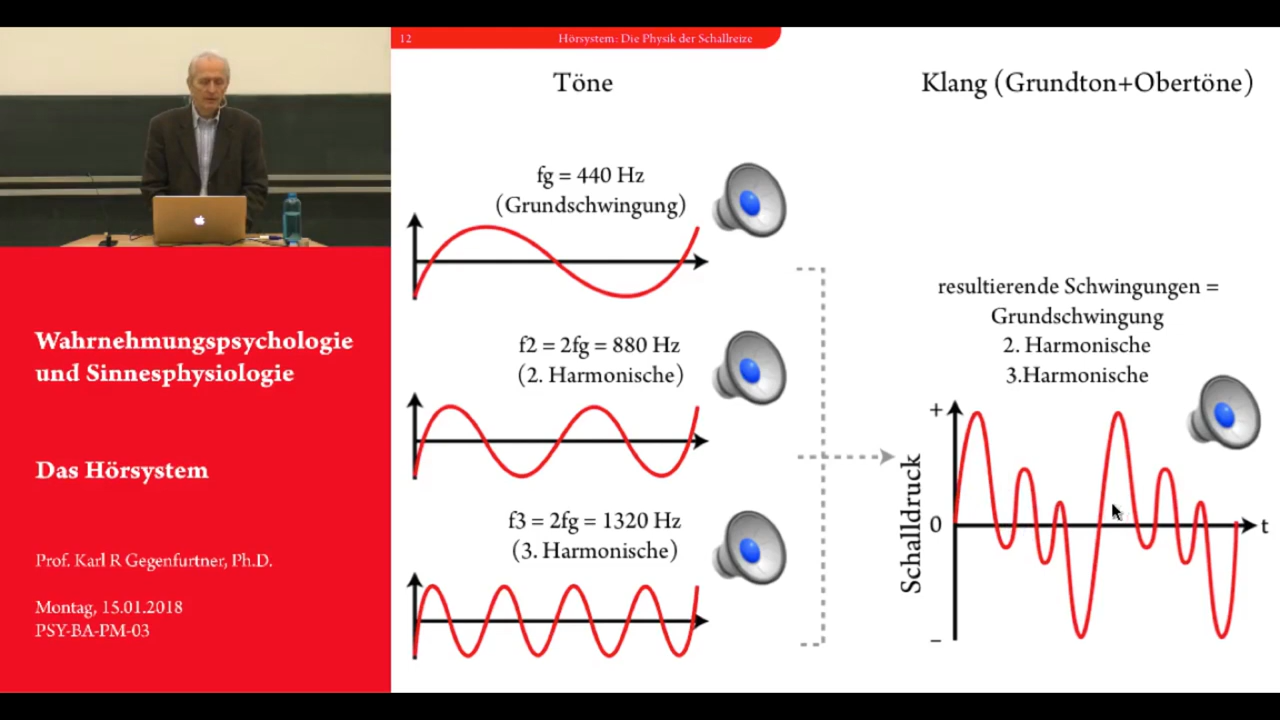 12
Hörsystem: Die Physik der Schallreize
Töne
Klang (Grundton+Obertöne)
fg = 440 Hz
(Grundschwingung)
f2 = 2fg = 880 Hz
(2. Harmonische)
f3 = 2fg = 1320 Hz
(3. Harmonische)
resultierende Schwingungen =
Grundschwingung
2. Harmonische
3.Harmonische
+
Schalldruck
0
t
−
Wahrnehmungspsychologie
und Sinnesphysiologie
Das Hörsystem
Prof. Karl R Gegenfurtner, Ph.D.
Montag, 15.01.2018
PSY-BA-PM-03